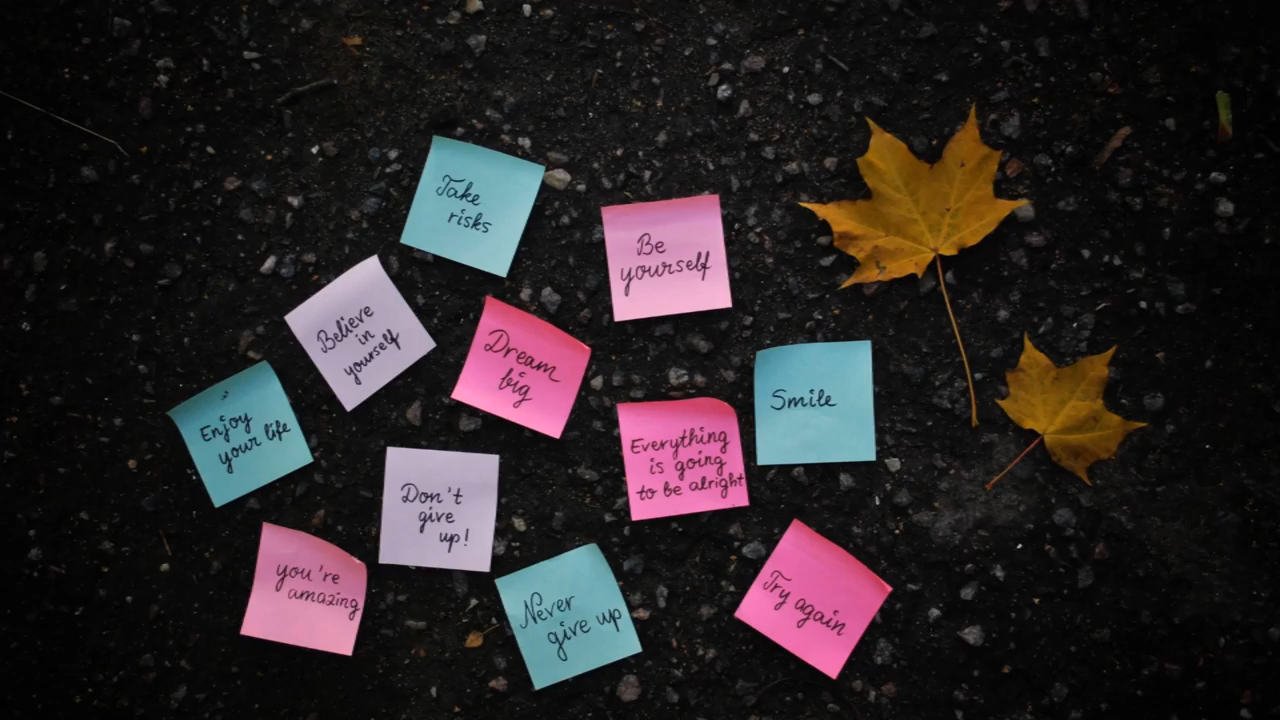 Take
risks
Be
yourself
Believe
in
yourself
Dream
big
Smile
Enjoy
your life
Everything
is going
to be alright
Don't
give
up!
you're
amazing
Never
give up
Try again